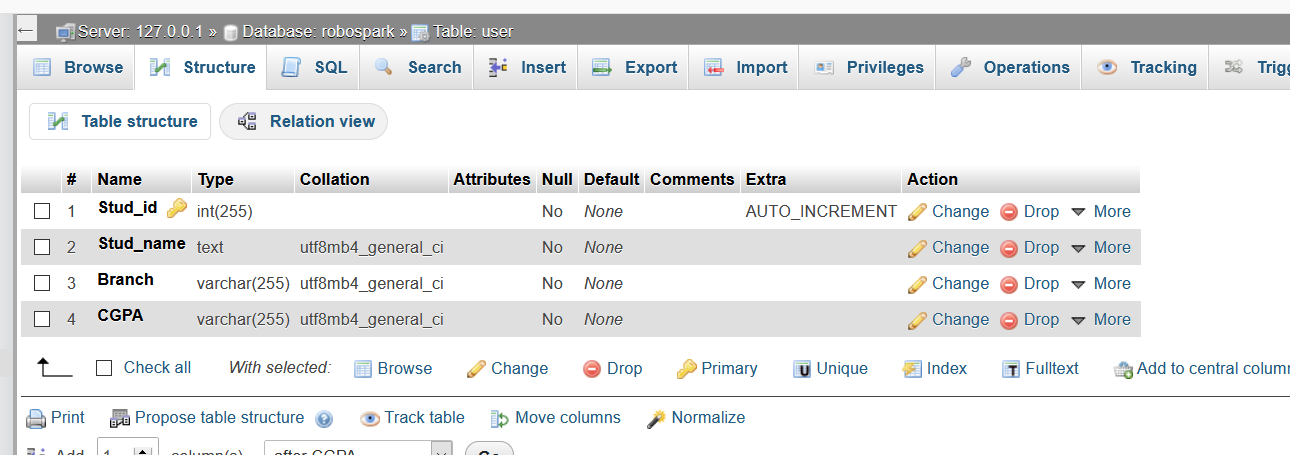 Server: 127.0.0.1 » Database: robospark » Table: user
Browse Structure SQL Search Insert Export Import Privileges Operations Tracking
Table structure Relation view
# Name Type Collation Attributes Null Default Comments Extra Action
1 Stud_id int(255) No None AUTO_INCREMENT Change Drop More
2 Stud_name text utf8mb4_general_ci No None Change Drop More
3 Branch varchar(255) utf8mb4_general_ci No None Change Drop More
4 CGPA varchar(255) utf8mb4_general_ci No None Change Drop More
Check all With selected: Browse Change Drop Primary Unique Index Fulltext Add to central
Print Propose table structure Track table Move columns Normalize
Add 1 column(s) after CGPA Go